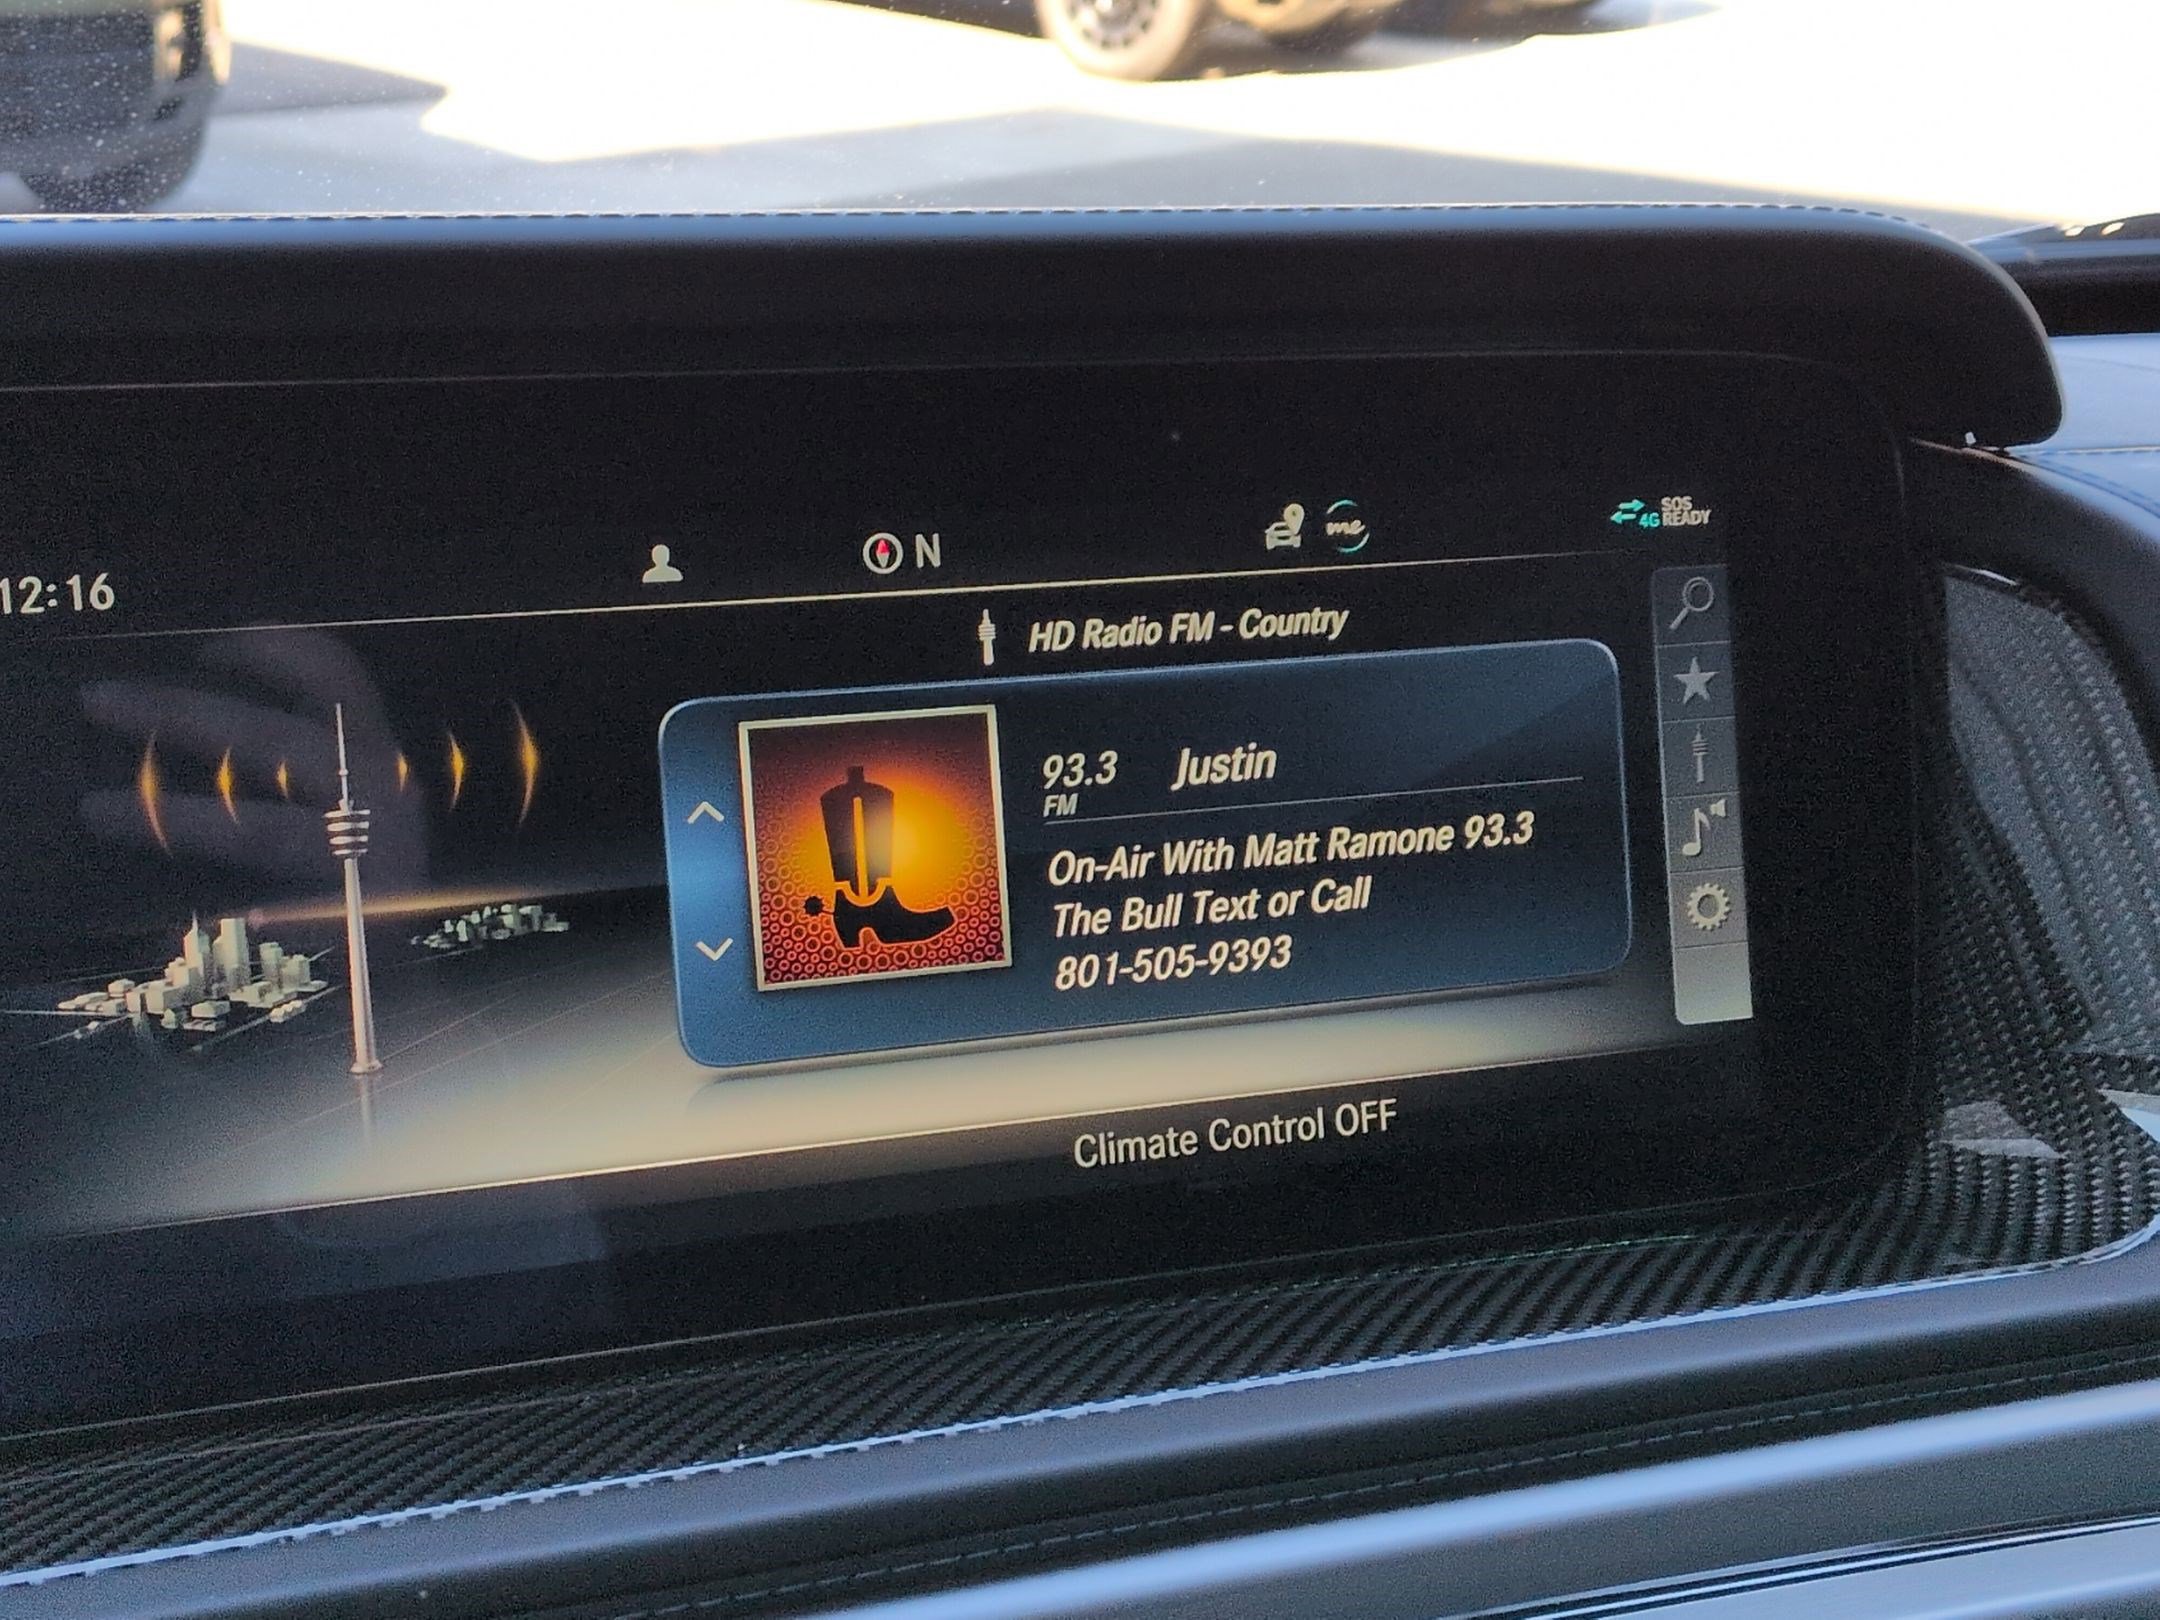 SOS
4G READY
me
N
12:16
HD Radio FM - Country
93.3 Justin
FM
On-Air With Matt Ramone 93.3
The Bull Text or Call
801-505-9393
Climate Control OFF